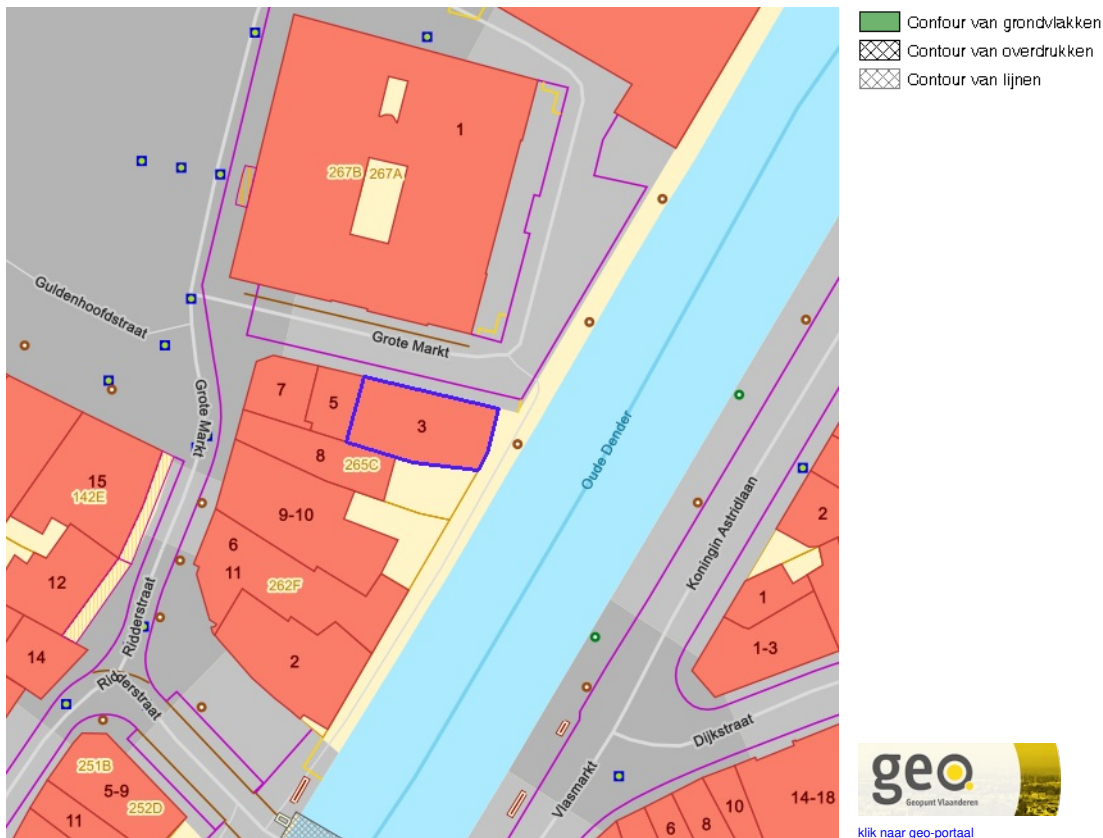 Contour van grondvlakken
Contour van overdrukken
Contour van lijnen
1
267B 267A
Guldenhoofdstraat
Grote Markt
Grote Markt
7
5
3
8
265C
15
142E
9-10
6
11
262F
12
2
14
Ridderstraat
Ridderstraat
Oude Dender
Koningin Astridlaan
2
1
1-3
Dijkstraat
Vlasmarkt
251B
5-9
252D
11
6
8
10
14-18
geo
Geopunt Vlaanderen
klik naar geo-portaal